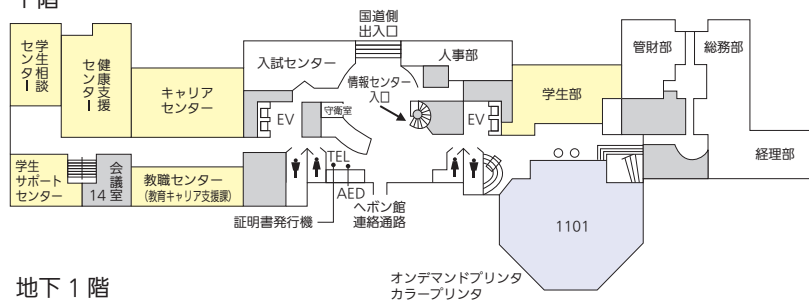 1階
国道側
出入口
学生相談
センター
健康支援
センター
キャリア
センター
入試センター
情報センター
入口
人事部
管財部
総務部
学生部
EV
守衛室
EV
経理部
学生
サポート
センター
会議室
14
教職センター
(教育キャリア支援課)
TEL
AED
証明書発行機
ヘボン館
連絡通路
1101
オンデマンドプリンタ
カラープリンタ
地下1階